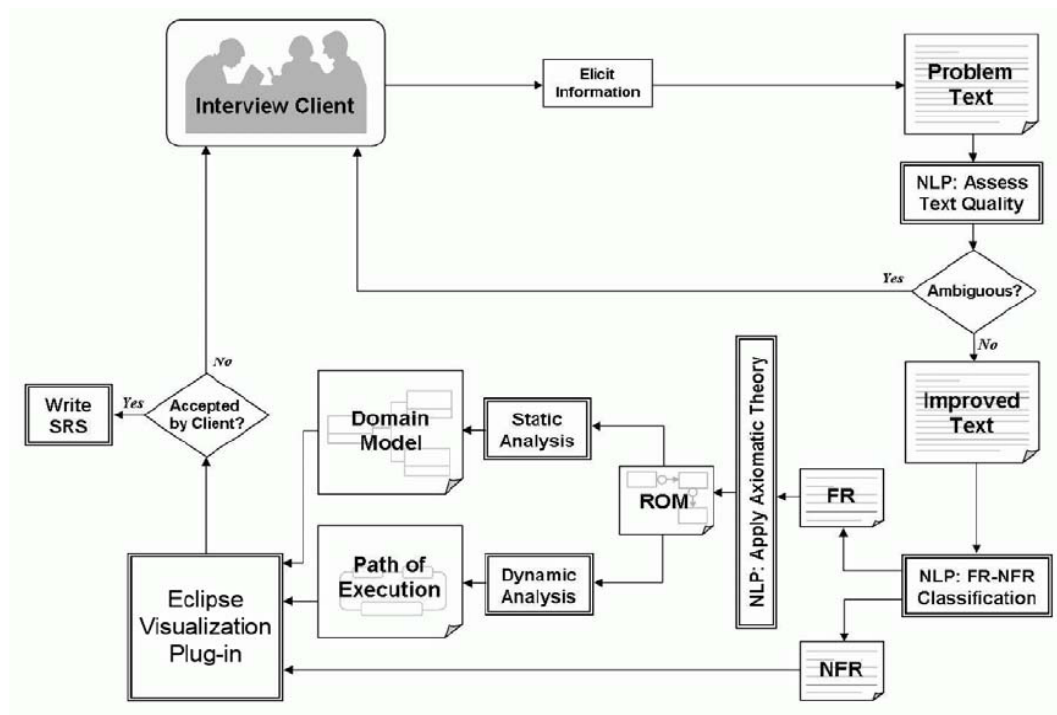 Interview Client
Elicit
Information
Problem
Text
NLP: Assess
Text Quality
Ambiguous?
Yes
No
Improved
Text
NLP: FR-NFR
Classification
FR
NFR
NLP: Apply Axiomatic Theory
ROM
Static
Analysis
Dynamic
Analysis
Domain
Model
Path of
Execution
Eclipse
Visualization
Plug-in
Accepted
by Client?
No
Yes
Write
SRS